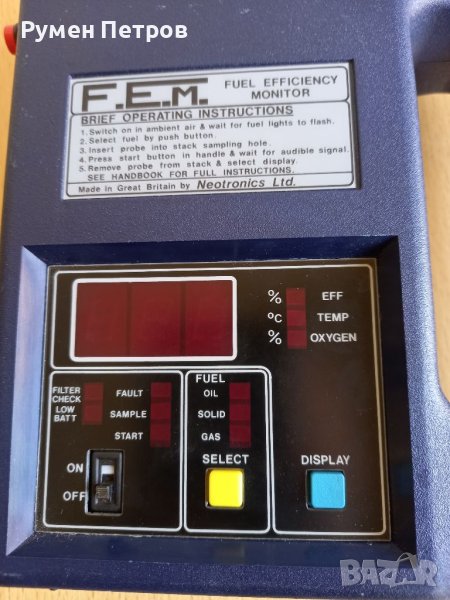 Румен Петров
F.E.M. FUEL EFFICIENCY MONITOR
BRIEF OPERATING INSTRUCTIONS
1. Switch on in ambient air & wait for fuel lights to flash.
2. Select fuel by push button.
3. Insert probe into stack sampling hole.
4. Press start button in handle & wait for audible signal.
5. Remove probe from stack & select display.
SEE HANDBOOK FOR FULL INSTRUCTIONS.
Made in Great Britain by Neotronics Ltd.
% EFF
ºC TEMP
% OXYGEN
FILTER CHECK
LOW BATT
FAULT
SAMPLE
START
ON
OFF
FUEL
OIL
SOLID
GAS
SELECT
DISPLAY
BAZAR